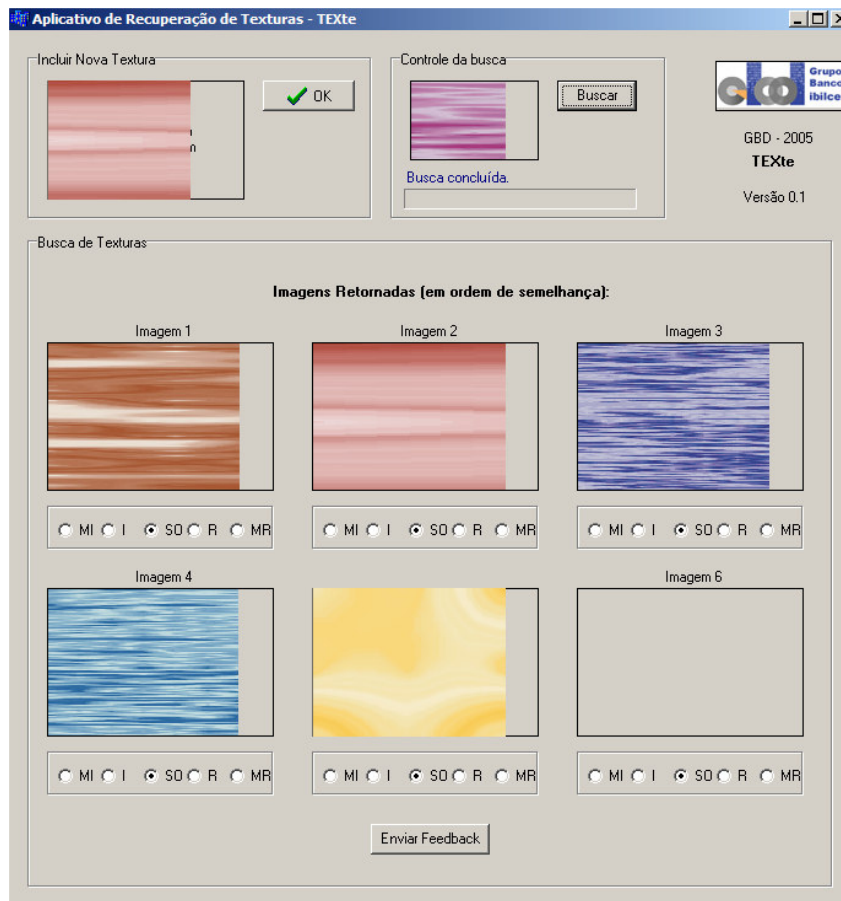 Aplicativo de Recuperação de Texturas - TEXte
Incluir Nova Textura
OK
Controle da busca
Buscar
Busca concluída.
Grupo
Banco
ibilce
GBD - 2005
TEXte
Versão 0.1
Busca de Texturas
Imagens Retornadas (em ordem de semelhança):
Imagem 1
Imagem 2
Imagem 3
MI I SO R MR
MI I SO R MR
MI I SO R MR
Imagem 4
Imagem 6
MI I SO R MR
MI I SO R MR
MI I SO R MR
Enviar Feedback